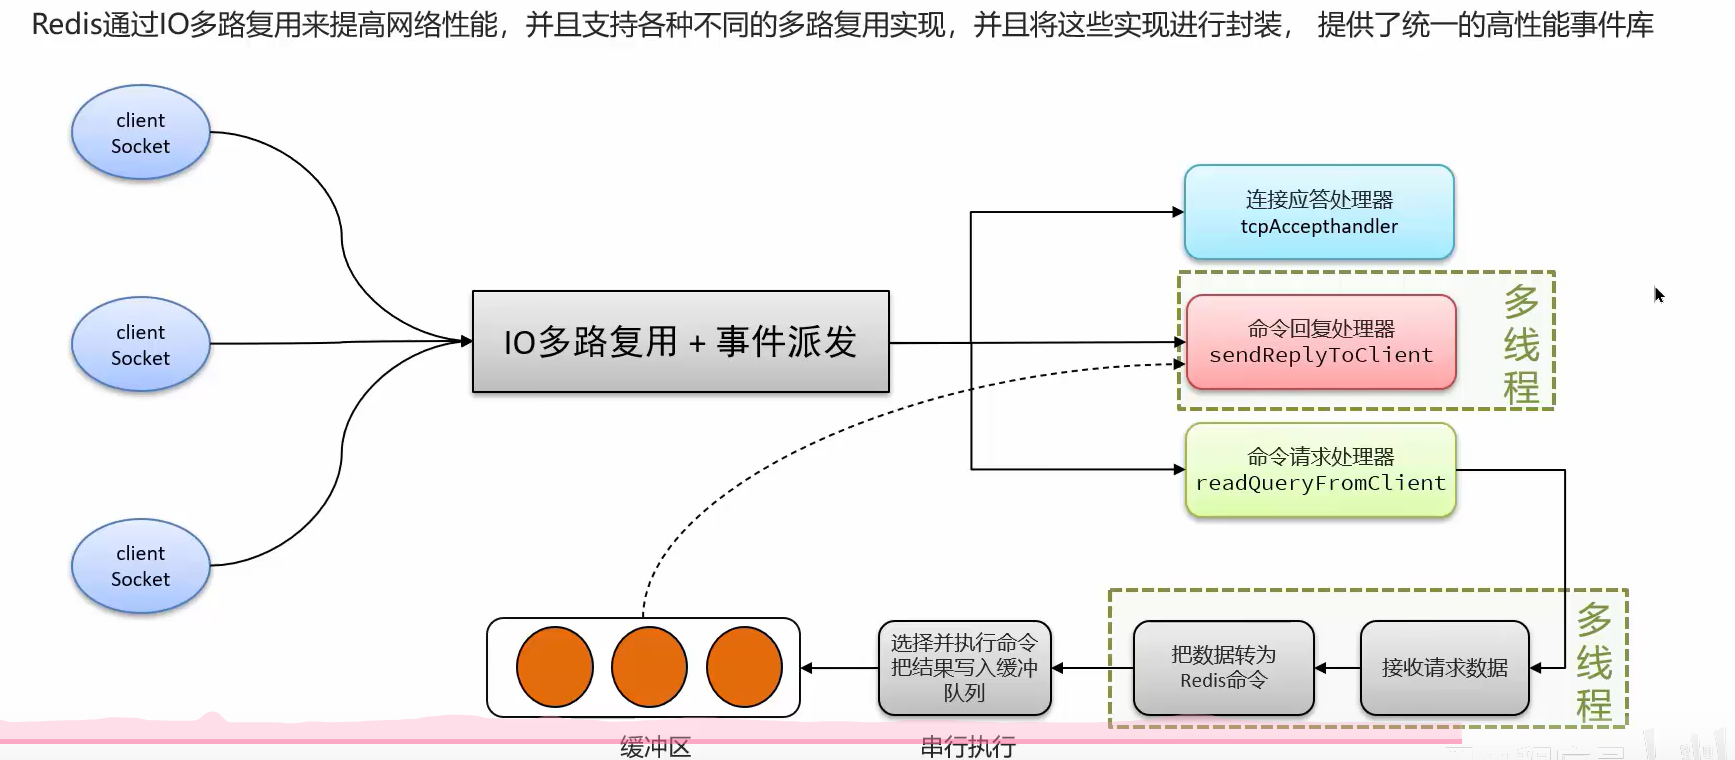 Redis通过IO多路复用来提高网络性能，并且支持各种不同的多路复用实现，并且将这些实现进行封装， 提供了统一的高性能事件库
client
Socket
client
Socket
client
Socket
IO多路复用 + 事件派发
连接应答处理器
tcpAccepthandler
命令回复处理器
sendReplyToClient
多
线
程
命令请求处理器
readQueryFromClient
多
线
程
接收请求数据
把数据转为
Redis命令
选择并执行命令
把结果写入缓冲
队列
串行执行
缓冲区